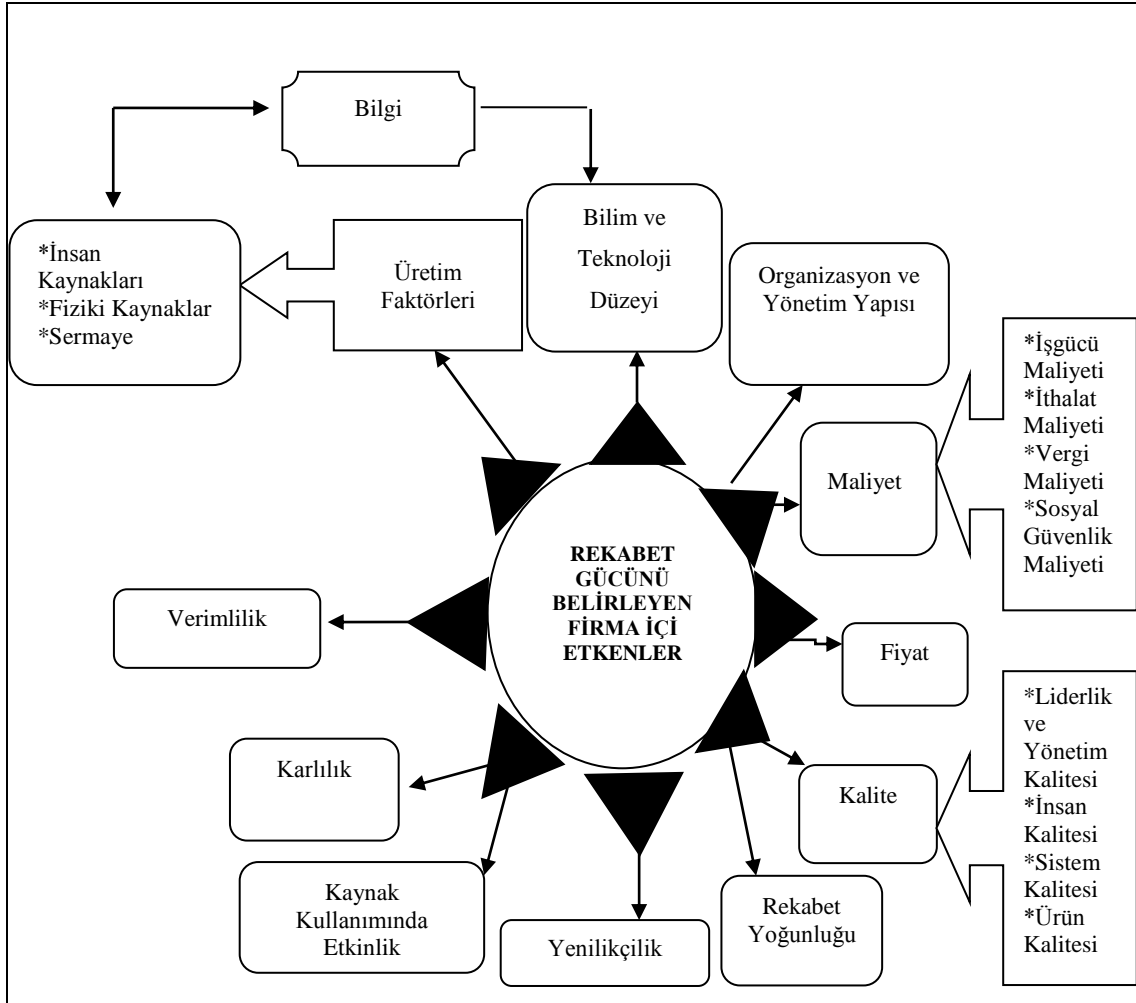 Bilgi
Bilim ve
Teknoloji
Düzeyi
*İnsan
Kaynakları
*Fiziki Kaynaklar
*Sermaye
Üretim
Faktörleri
Organizasyon ve
Yönetim Yapısı
*İşgücü
Maliyeti
*İthalat
Maliyeti
*Vergi
Maliyeti
*Sosyal
Güvenlik
Maliyeti
Maliyet
REKABET
GÜCÜNÜ
BELİRLEYEN
FİRMA İÇİ
ETKENLER
Verimlilik
Fiyat
*Liderlik
ve
Yönetim
Kalitesi
*İnsan
Kalitesi
*Sistem
Kalitesi
*Ürün
Kalitesi
Karlılık
Kalite
Kaynak
Kullanımında
Etkinlik
Yenilikçilik
Rekabet
Yoğunluğu